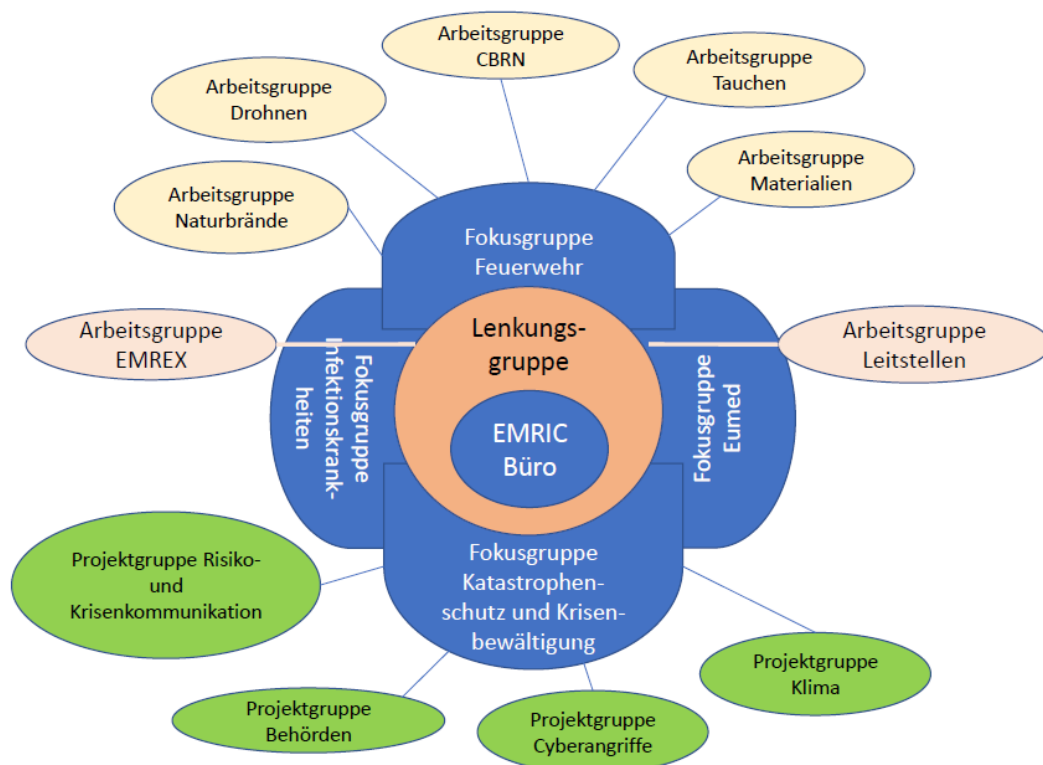 Arbeitsgruppe
CBRN
Arbeitsgruppe
Tauchen
Arbeitsgruppe
Drohnen
Arbeitsgruppe
Materialien
Arbeitsgruppe
Naturbrände
Fokusgruppe
Feuerwehr
Arbeitsgruppe
EMREX
Lenkungs-
gruppe
Arbeitsgruppe
Leitstellen
Fokusgruppe
Infektionskrank-
heiten
EMRIC
Büro
Fokusgruppe
Eumed
Projektgruppe Risiko-
und
Krisenkommunikation
Fokusgruppe
Katastrophen-
schutz und Krisen-
bewältigung
Projektgruppe
Klima
Projektgruppe
Behörden
Projektgruppe
Cyberangriffe